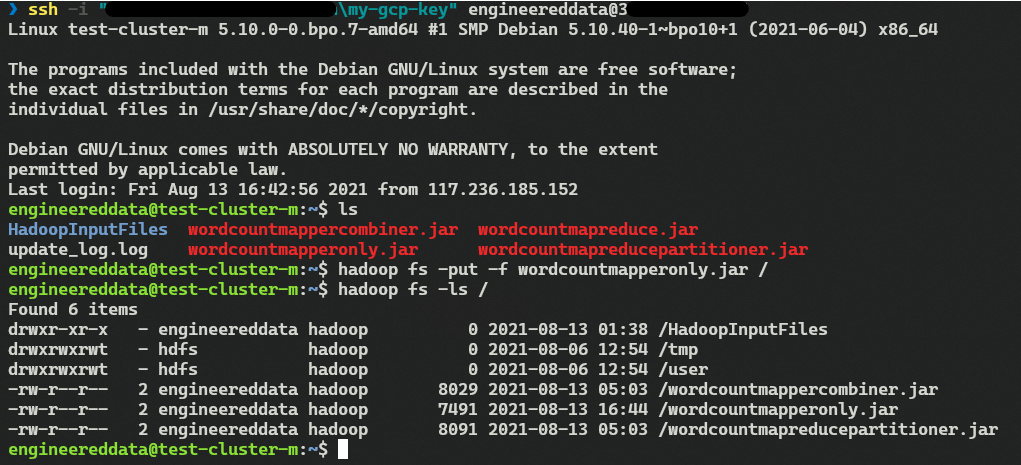 ❯ ssh -i "\my-gcp-key" engineereddata@3
Linux test-cluster-m 5.10.0-0.bpo.7-amd64 #1 SMP Debian 5.10.40-1~bpo10+1 (2021-06-04) x86_64
The programs included with the Debian GNU/Linux system are free software;
the exact distribution terms for each program are described in the
individual files in /usr/share/doc/*/copyright.
Debian GNU/Linux comes with ABSOLUTELY NO WARRANTY, to the extent
permitted by applicable law.
Last login: Fri Aug 13 16:42:56 2021 from 117.236.185.152
engineereddata@test-cluster-m:~$ ls
HadoopInputFiles  wordcountmappercombiner.jar  wordcountmapreduce.jar
update_log.log    wordcountmapperonly.jar      wordcountmapreducepartitioner.jar
engineereddata@test-cluster-m:~$ hadoop fs -put -f wordcountmapperonly.jar /
engineereddata@test-cluster-m:~$ hadoop fs -ls /
Found 6 items
drwxr-xr-x   - engineereddata hadoop          0 2021-08-13 01:38 /HadoopInputFiles
drwxrwxrwt   - hdfs           hadoop          0 2021-08-06 12:54 /tmp
drwxrwxrwt   - hdfs           hadoop          0 2021-08-06 12:54 /user
-rw-r--r--   2 engineereddata hadoop       8029 2021-08-13 05:03 /wordcountmappercombiner.jar
-rw-r--r--   2 engineereddata hadoop       7491 2021-08-13 16:44 /wordcountmapperonly.jar
-rw-r--r--   2 engineereddata hadoop       8091 2021-08-13 05:03 /wordcountmapreducepartitioner.jar
engineereddata@test-cluster-m:~$